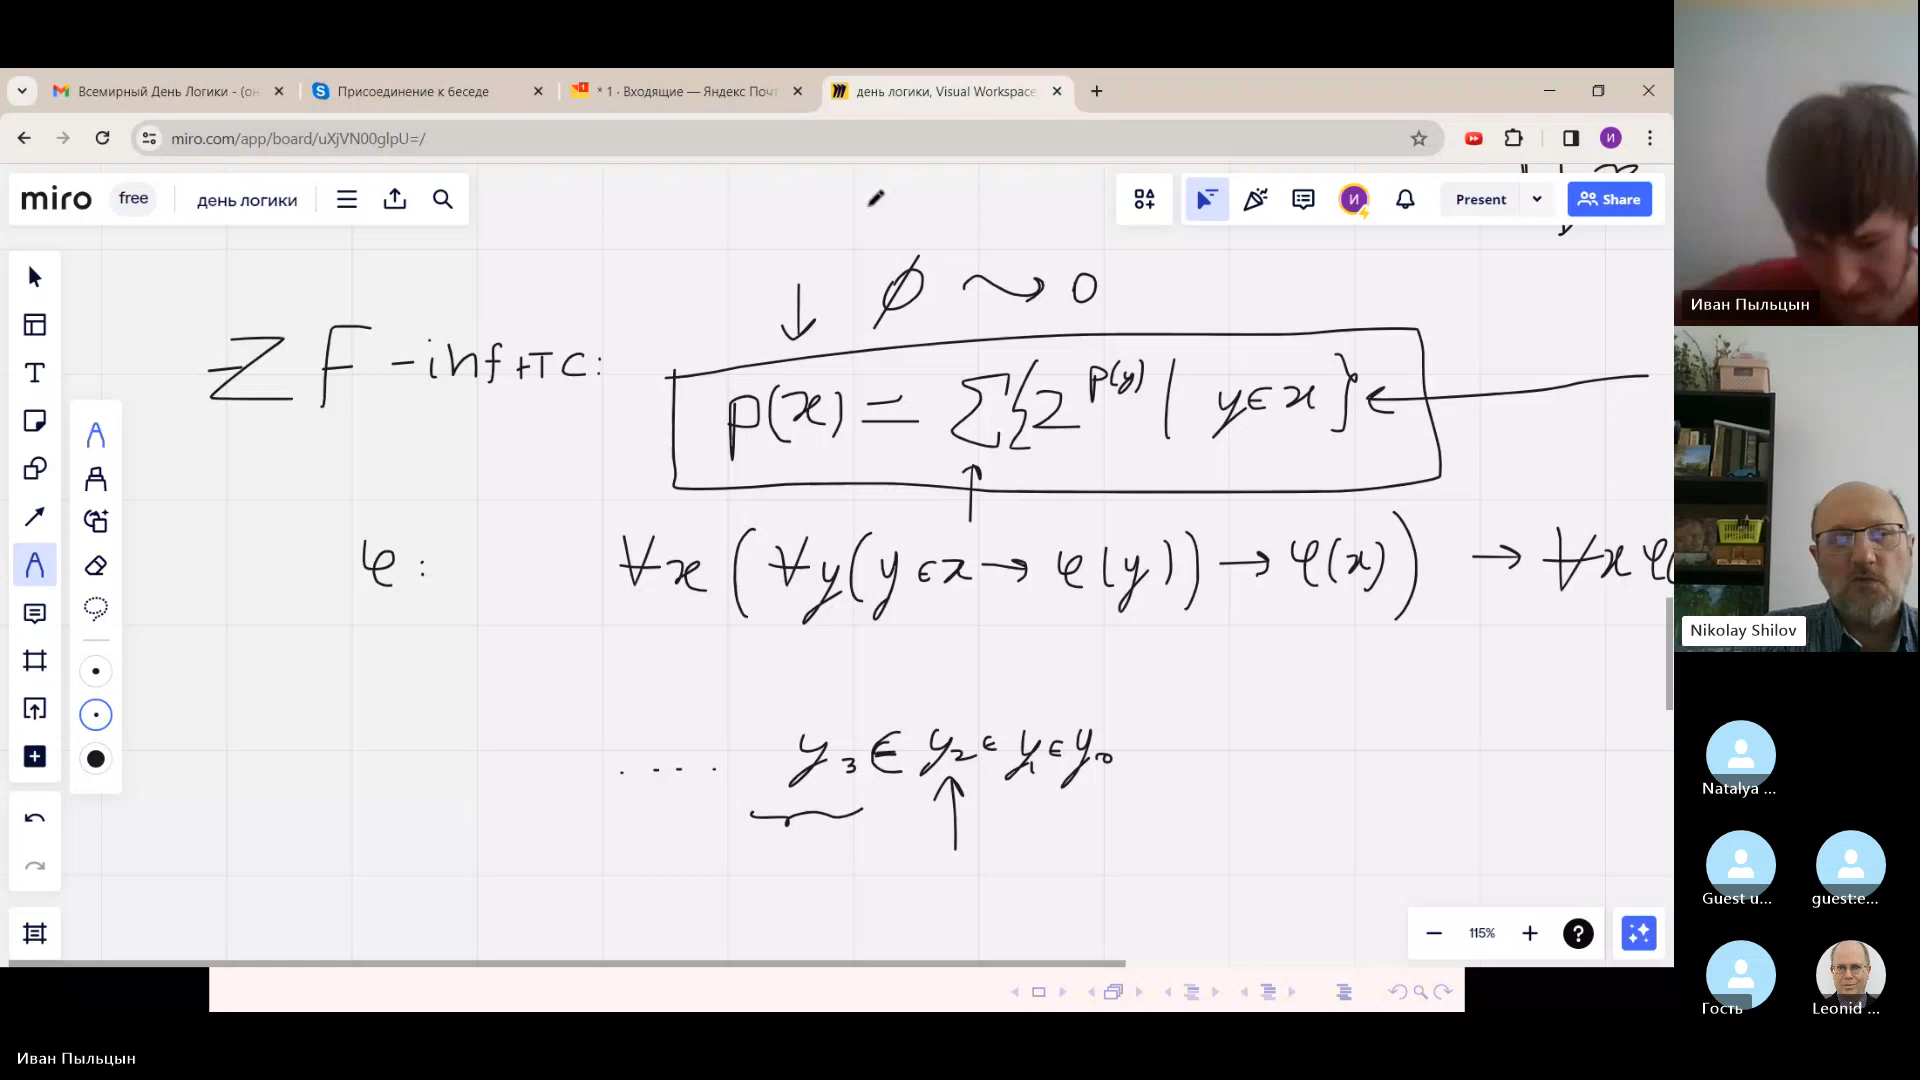 Всемирный День Логики - (он
Присоединение к беседе
* 1 · Входящие — Яндекс Почт
день логики, Visual Workspace
miro.com/app/board/uXjVN00glpU=/
miro
free
день логики
И
Present
Share
∅ ⇝ 0
ZF -inf+TC:
p(x) = Σ{2^p(y) | y∈x}
φ: ∀x(∀y(y∈x → φ(y)) → φ(x)) → ∀x φ(
.... y₃ ∈ y₂ ∈ y₁ ∈ y₀
115%
Иван Пыльцын
Nikolay Shilov
Natalya ...
Guest u...
guest:e...
Гость
Leonid ...
Иван Пыльцын